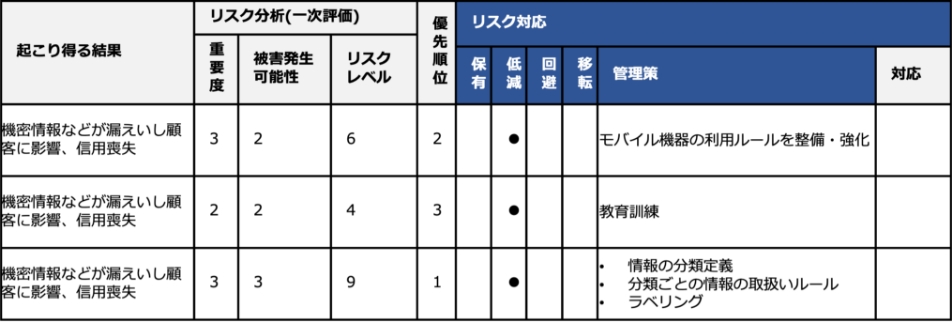 起こり得る結果
リスク分析(一次評価)
重要度
被害発生
可能性
リスク
レベル
優先順位
リスク対応
保有
低減
回避
移転
管理策
対応
機密情報などが漏えいし顧
客に影響、信用喪失
3
2
6
2
●
モバイル機器の利用ルールを整備・強化
機密情報などが漏えいし顧
客に影響、信用喪失
2
2
4
3
●
教育訓練
機密情報などが漏えいし顧
客に影響、信用喪失
3
3
9
1
●
• 情報の分類定義
• 分類ごとの情報の取扱いルール
• ラベリング